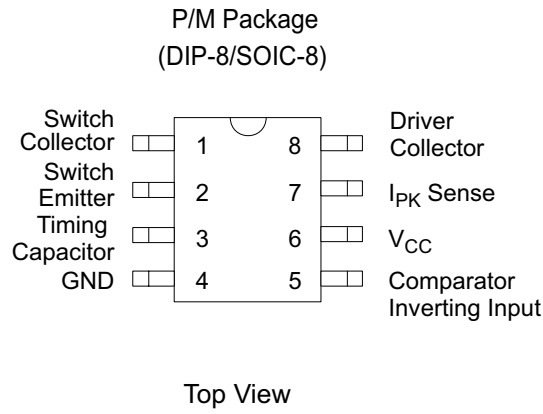 P/M Package
(DIP-8/SOIC-8)
Switch
Collector
1
8
Driver
Collector
Switch
Emitter
2
7
IPK Sense
Timing
Capacitor
3
6
VCC
GND
4
5
Comparator
Inverting Input
Top View